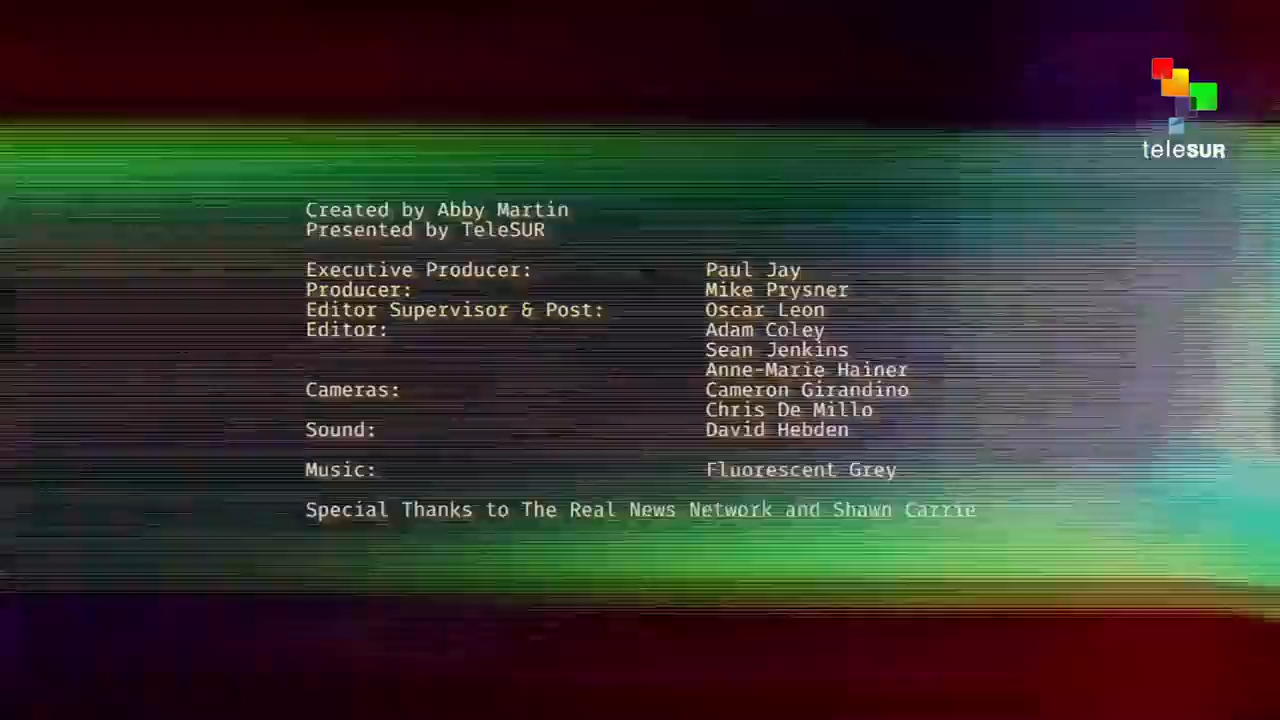 teleSUR
Created by Abby Martin
Presented by TeleSUR
Executive Producer: Paul Jay
Producer: Mike Prysner
Editor Supervisor & Post: Oscar Leon
Editor: Adam Coley
Sean Jenkins
Anne-Marie Hainer
Cameras: Cameron Girandino
Chris De Millo
Sound: David Hebden
Music: Fluorescent Grey
Special Thanks to The Real News Network and Shawn Carrie